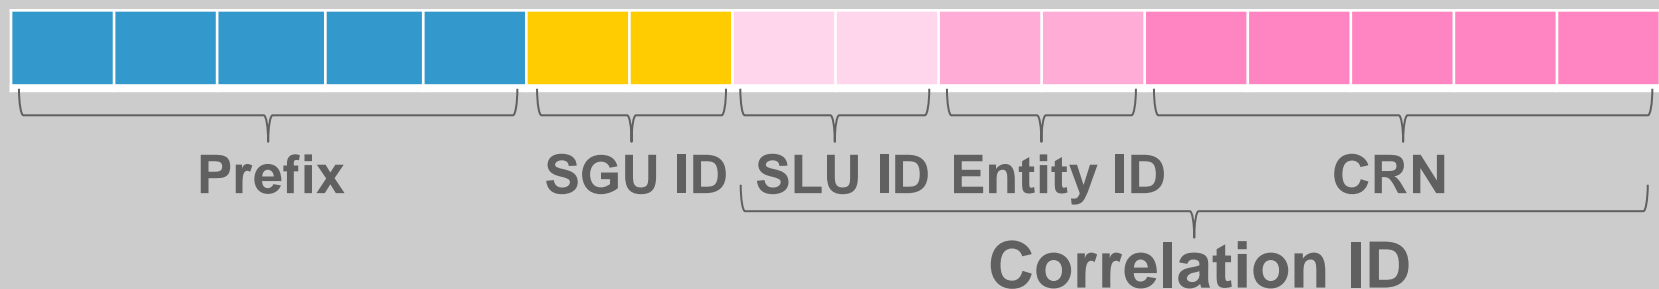 Prefix SGU ID SLU ID Entity ID CRN
Correlation ID